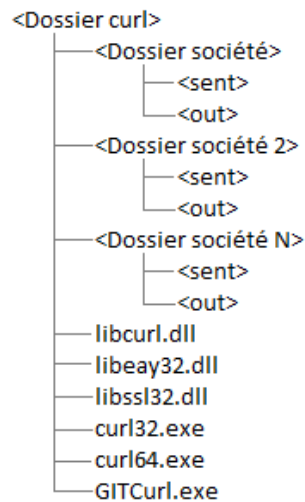 <Dossier curl>
<Dossier société>
<sent>
<out>
<Dossier société 2>
<sent>
<out>
<Dossier société N>
<sent>
<out>
libcurl.dll
libeay32.dll
libssl32.dll
curl32.exe
curl64.exe
GITCurl.exe